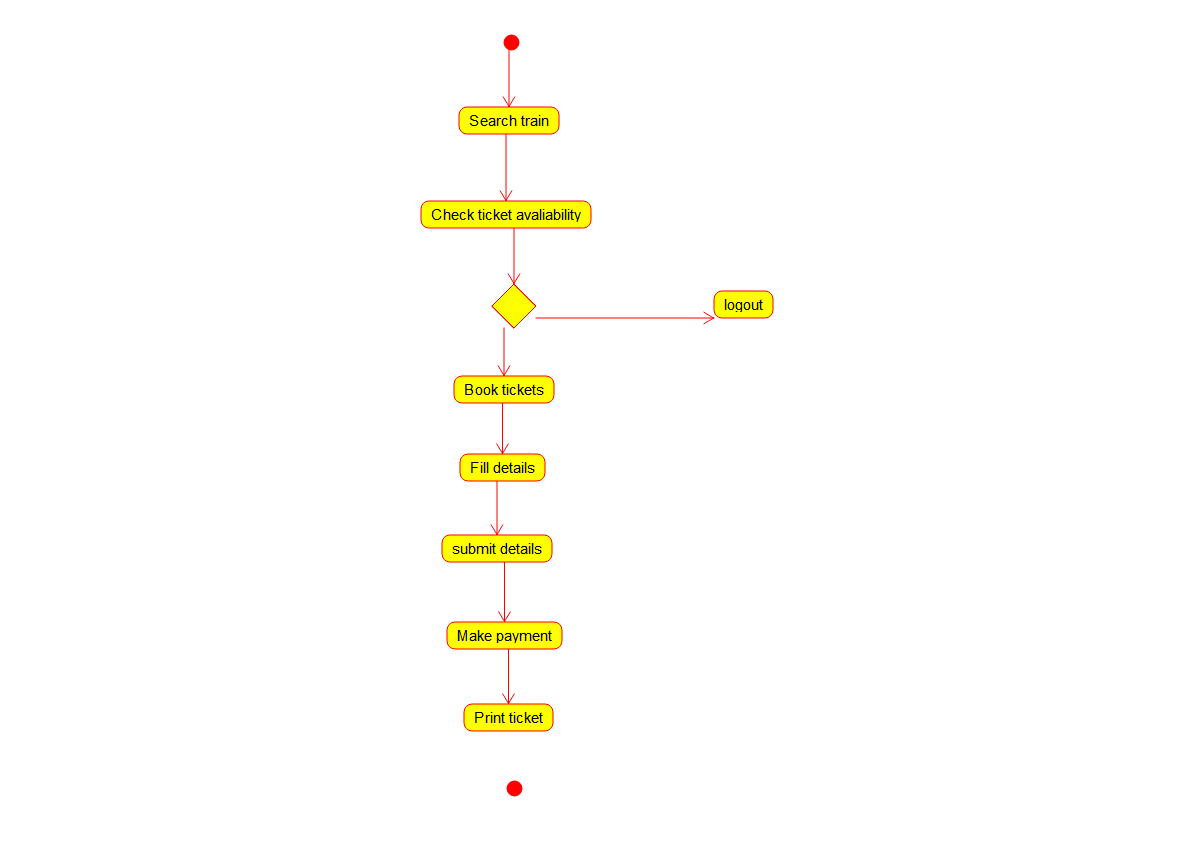 Search train
Check ticket avaliability
logout
Book tickets
Fill details
submit details
Make payment
Print ticket